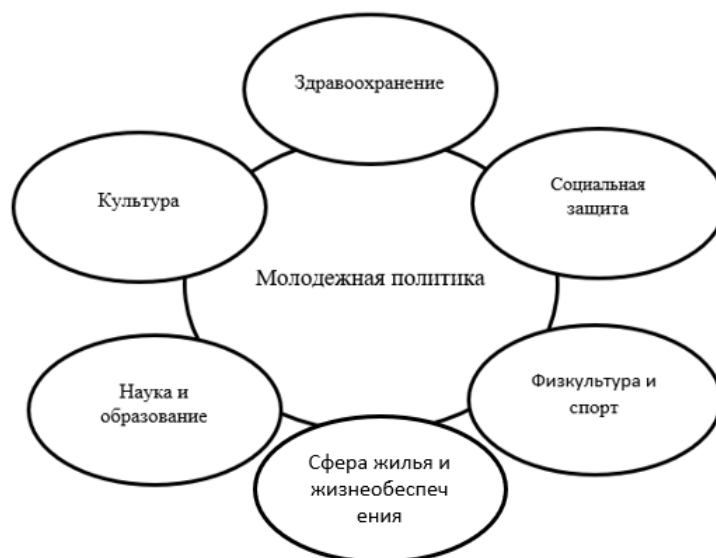 Здравоохранение
Культура
Социальная
защита
Молодежная политика
Наука и
образование
Физкультура и
спорт
Сфера жилья и
жизнеобеспеч
ения